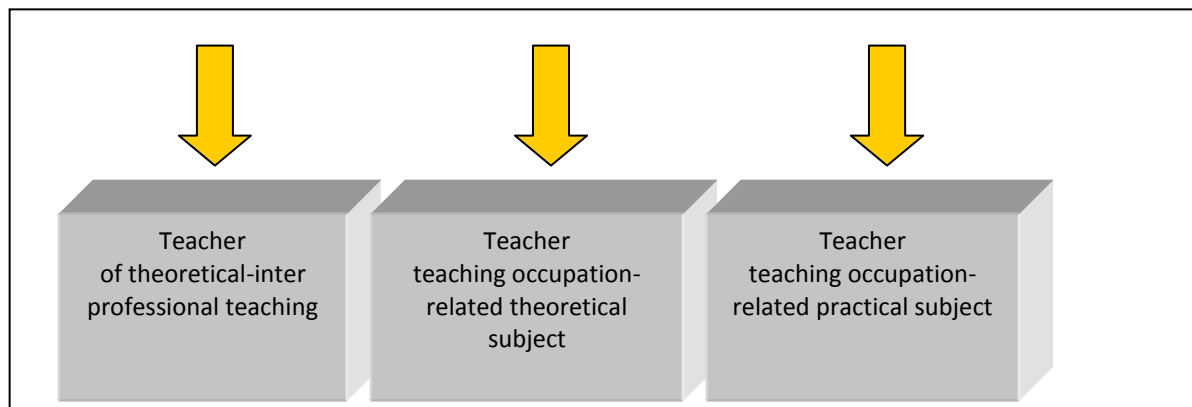 Teacher
of theoretical-inter
professional teaching
Teacher
teaching occupation-
related theoretical
subject
Teacher
teaching occupation-
related practical subject